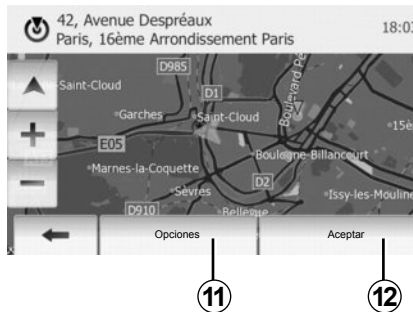 42, Avenue Despréaux
Paris, 16ème Arrondissement Paris
18:03
D985
Saint-Cloud
D1
Boulevard Pé
Garches
Saint-Cloud
15è
E05
Boulogne-Billancourt
Marnes-la-Coquette
D2
Sèvres
Issy-les-Mouline
D910
Bellevue
Opciones
Aceptar
11
12